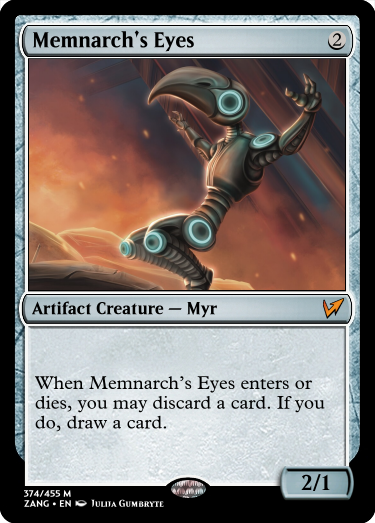 Memnarch's Eyes 2
Artifact Creature — Myr
When Memnarch's Eyes enters or
dies, you may discard a card. If you
do, draw a card.
2/1
374/455 M
ZANG • EN Julija Gumbryte